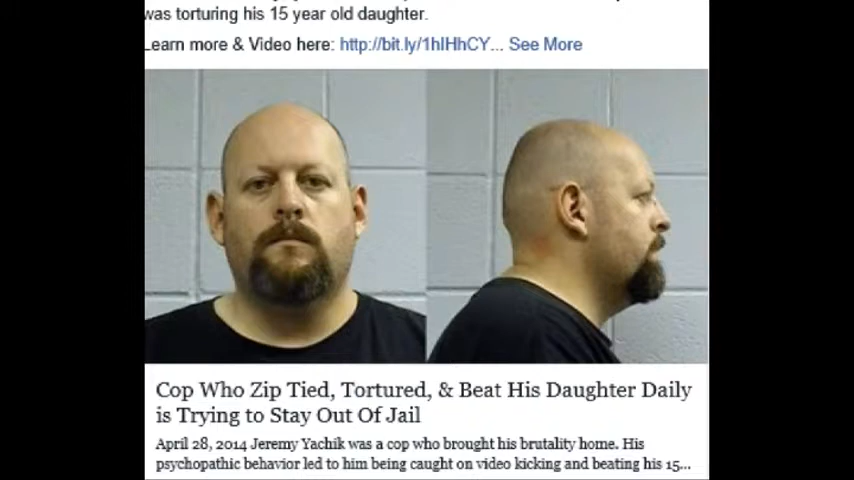 was torturing his 15 year old daughter.
Learn more & Video here: http://bit.ly/1hIHhCY... See More
Cop Who Zip Tied, Tortured, & Beat His Daughter Daily
is Trying to Stay Out Of Jail
April 28, 2014 Jeremy Yachik was a cop who brought his brutality home. His
psychopathic behavior led to him being caught on video kicking and beating his 15...